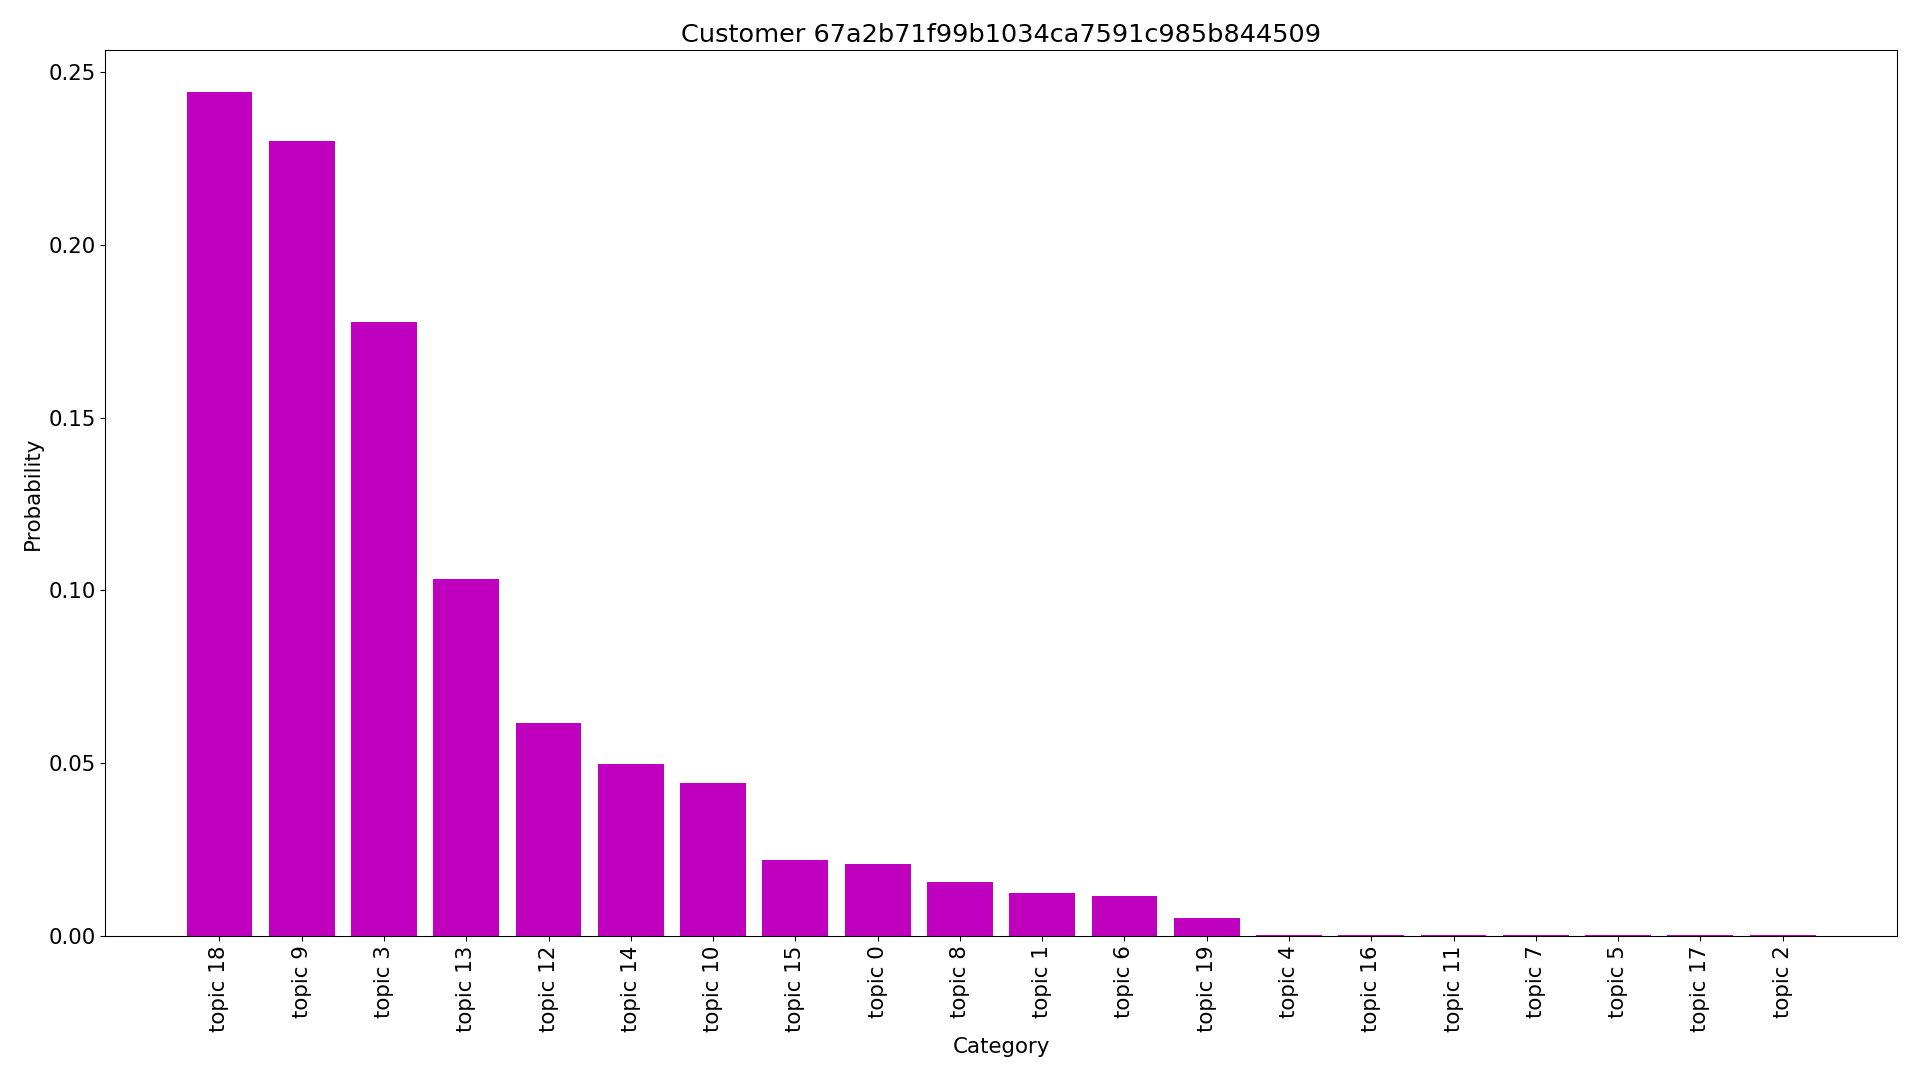 Customer 67a2b71f99b1034ca7591c985b844509
0.25
0.20
0.15
0.10
0.05
0.00
Probability
topic 18
topic 9
topic 3
topic 13
topic 12
topic 14
topic 10
topic 15
topic 0
topic 8
topic 1
topic 6
topic 19
topic 4
topic 16
topic 11
topic 7
topic 5
topic 17
topic 2
Category